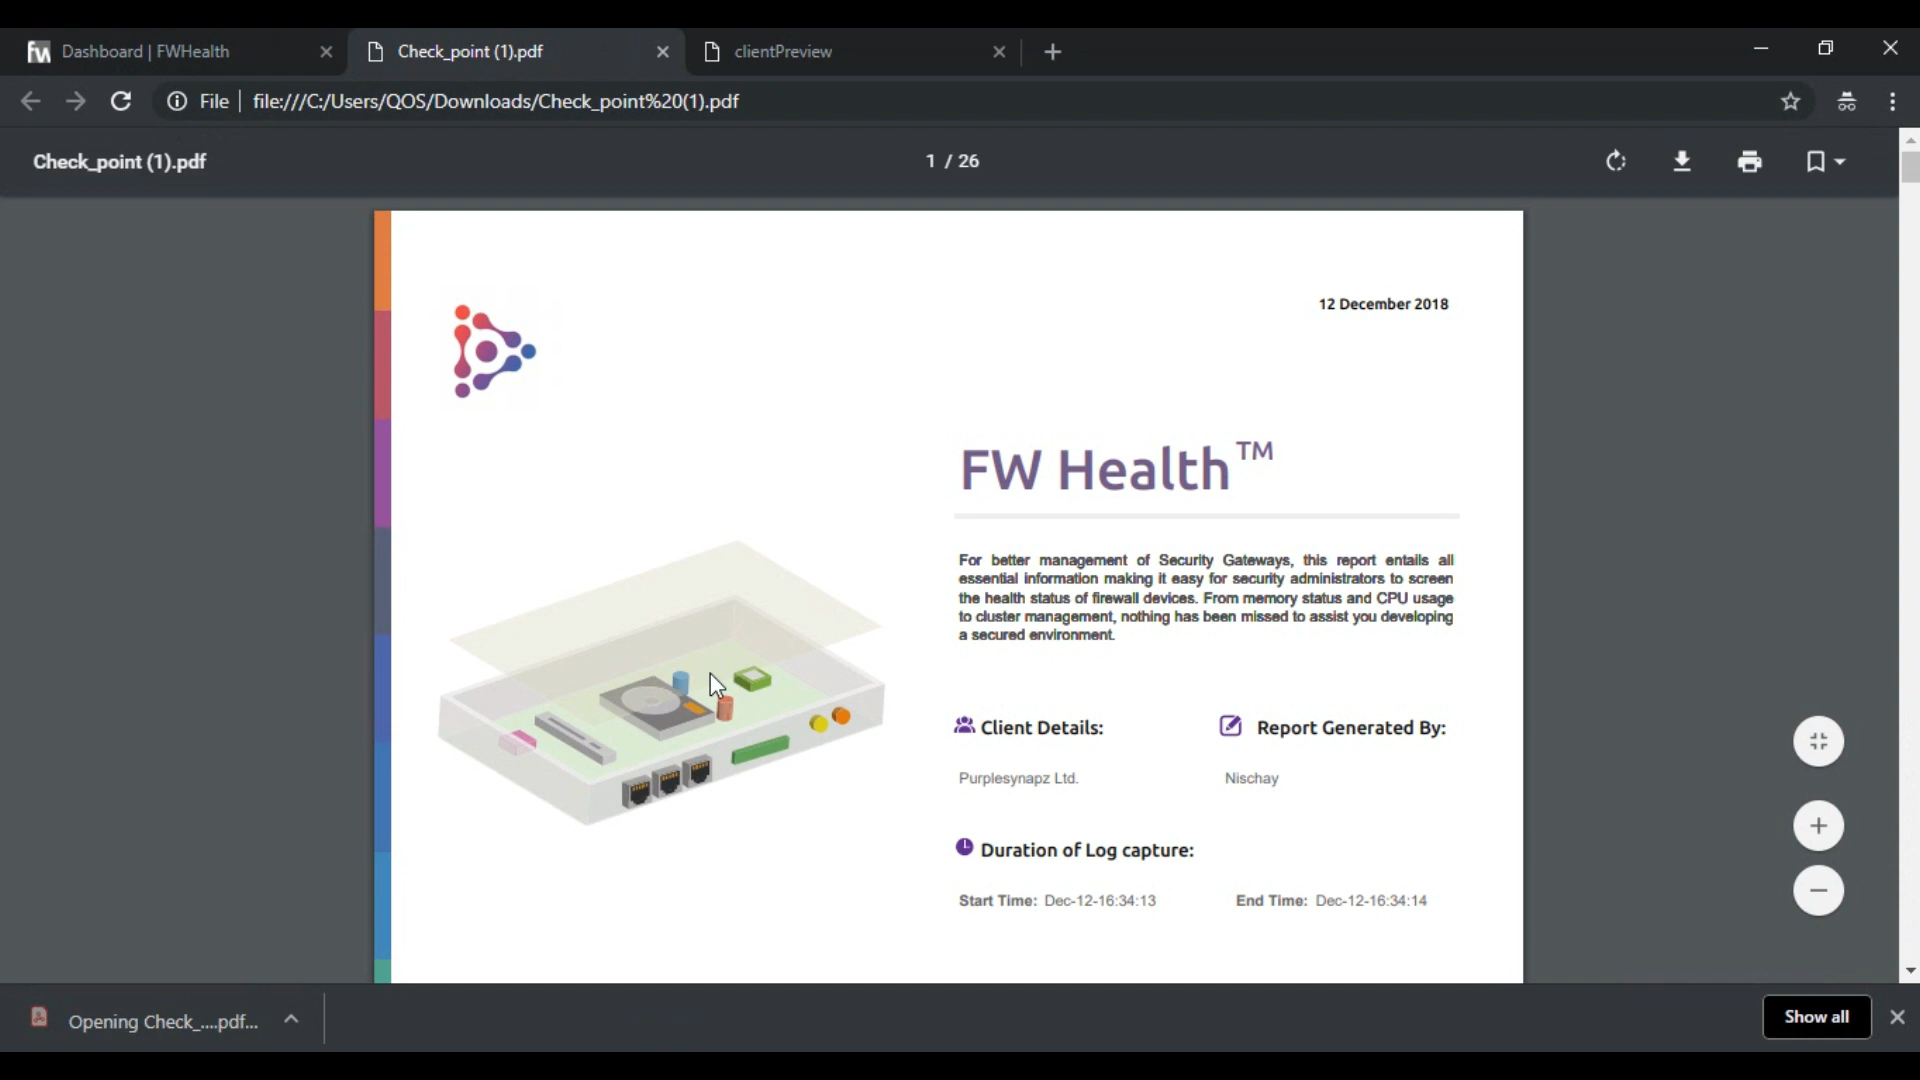 fw Dashboard | FWHealth
Check_point (1).pdf
clientPreview
File
file:///C:/Users/QOS/Downloads/Check_point%20(1).pdf
Check_point (1).pdf
1 / 26
12 December 2018
FW Health™
For better management of Security Gateways, this report entails all
essential information making it easy for security administrators to screen
the health status of firewall devices. From memory status and CPU usage
to cluster management, nothing has been missed to assist you developing
a secured environment.
Client Details:
Report Generated By:
Purplesynapz Ltd.
Nischay
Duration of Log capture:
Start Time: Dec-12-16:34:13
End Time: Dec-12-16:34:14
Opening Check_....pdf...
Show all